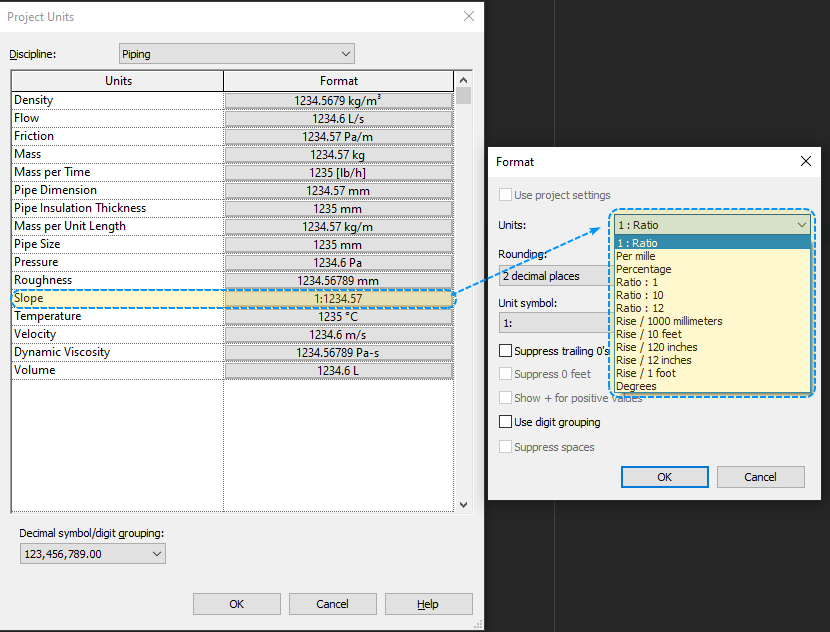 Project Units
Discipline:
Piping
Units Format
Density 1234.5679 kg/m³
Flow 1234.6 L/s
Friction 1234.57 Pa/m
Mass 1234.57 kg
Mass per Time 1235 [lb/h]
Pipe Dimension 1234.57 mm
Pipe Insulation Thickness 1235 mm
Mass per Unit Length 1234.57 kg/m
Pipe Size 1235 mm
Pressure 1234.6 Pa
Roughness 1234.56789 mm
Slope 1:1234.57
Temperature 1235 °C
Velocity 1234.6 m/s
Dynamic Viscosity 1234.56789 Pa-s
Volume 1234.6 L
Decimal symbol/digit grouping:
123,456,789.00
OK Cancel Help
Format
Use project settings
Units:
1 : Ratio
1 : Ratio
Per mille
Percentage
Ratio : 1
Ratio : 10
Ratio : 12
Rise / 1000 millimeters
Rise / 10 feet
Rise / 120 inches
Rise / 12 inches
Rise / 1 foot
Degrees
Rounding:
2 decimal places
Unit symbol:
1:
Suppress trailing 0's
Suppress 0 feet
Show + for positive values
Use digit grouping
Suppress spaces
OK Cancel